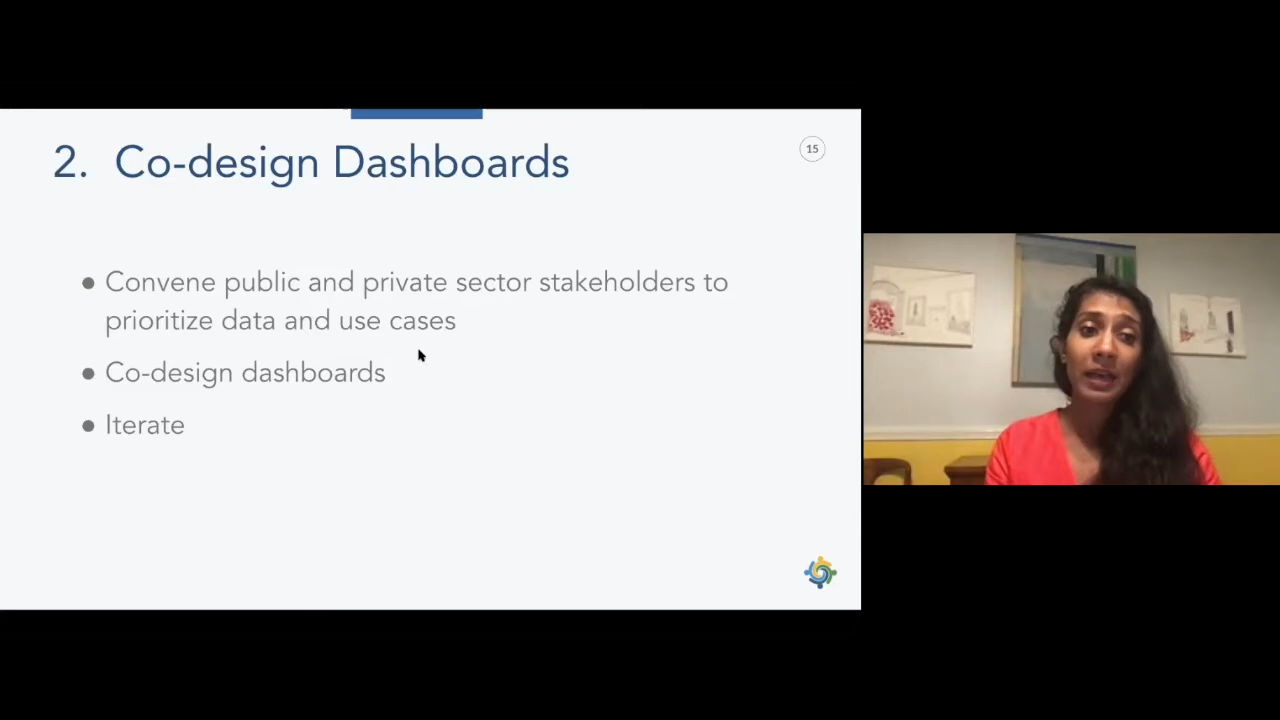 2. Co-design Dashboards
15
● Convene public and private sector stakeholders to
prioritize data and use cases
● Co-design dashboards
● Iterate